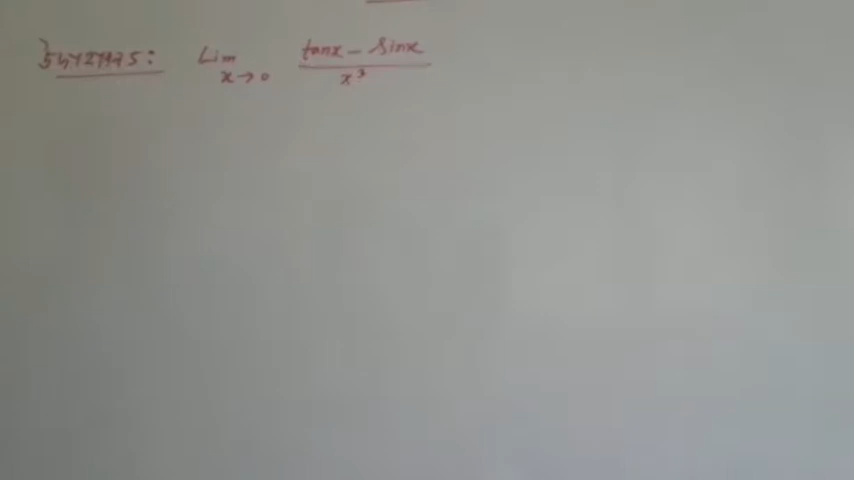 Lim x→0 tanx - Sinx / x³